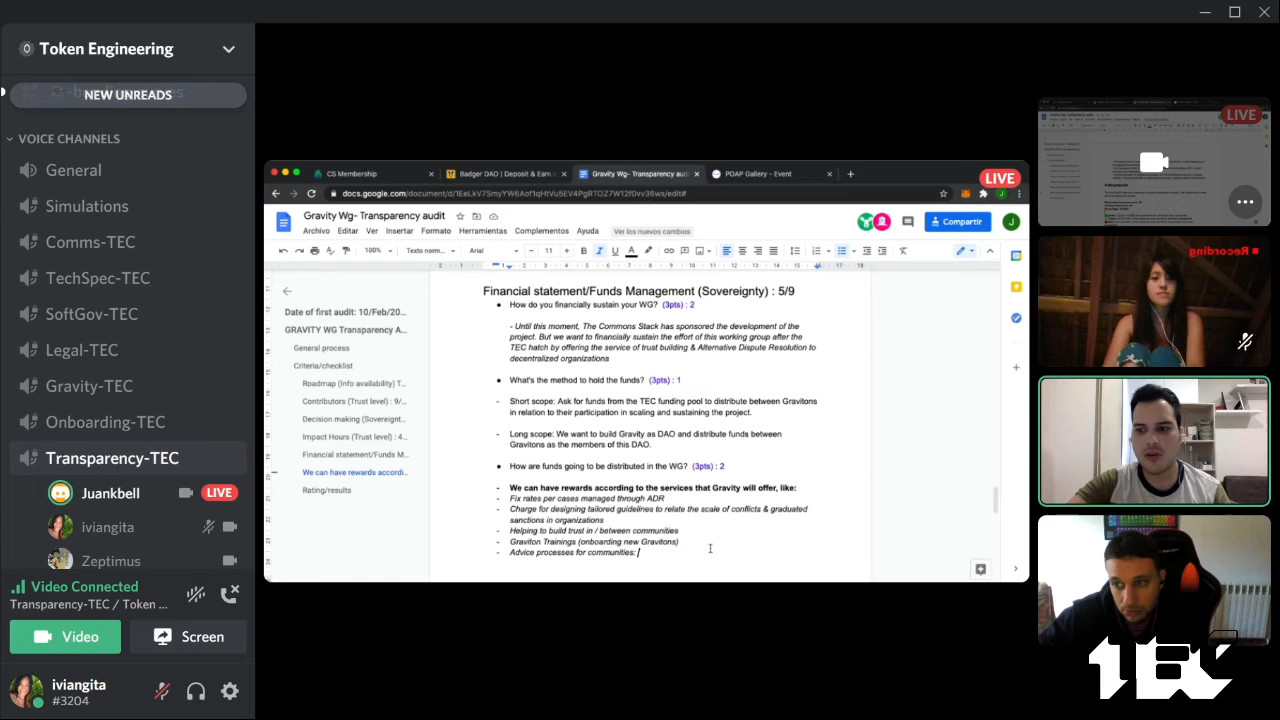 Token Engineering
NEW UNREADS
VOICE CHANNELS
General
Simulations
Comms-TEC
TechSoc-TEC
SoftGov-TEC
Legal-TEC
Gravity-TEC
Onboarding-TEC
Transparency-TEC
Juankbell
LIVE
iviangita
Zeptimus
Video Connected
Transparency-TEC / Token ...
Video
Screen
iviangita
#3204
CS Membership
Badger DAO | Deposit & Earn
Gravity Wg- Transparency aud
POAP Gallery - Event
LIVE
Gravity Wg- Transparency audit
Archivo Editar Ver Insertar Formato Herramientas Complementos Ayuda
Ver los nuevos cambios
Compartir
J
100%
Texto norm...
Arial
11
Date of first audit: 10/Feb/20...
GRAVITY WG Transparency A...
General process
Criteria/checklist
Roadmap (Info availability) T...
Contributors (Trust level) : 9/...
Decision making (Sovereignt...
Impact Hours (Trust level) : 4...
Financial statement/Funds M...
We can have rewards accordi...
Rating/results
Financial statement/Funds Management (Sovereignty) : 5/9
● How do you financially sustain your WG? (3pts) : 2
- Until this moment, The Commons Stack has sponsored the development of the
project. But we want to financially sustain the effort of this working group after the
TEC hatch by offering the service of trust building & Alternative Dispute Resolution to
decentralized organizations
● What's the method to hold the funds? (3pts) : 1
- Short scope: Ask for funds from the TEC funding pool to distribute between Gravitons
in relation to their participation in scaling and sustaining the project.
- Long scope: We want to build Gravity as DAO and distribute funds between
Gravitons as the members of this DAO.
● How are funds going to be distributed in the WG? (3pts) : 2
- We can have rewards according to the services that Gravity will offer, like:
- Fix rates per cases managed through ADR
- Charge for designing tailored guidelines to relate the scale of conflicts & graduated
sanctions in organizations
- Helping to build trust in / between communities
- Graviton Trainings (onboarding new Gravitons)
- Advice processes for communities:
LIVE
Recording
TEC